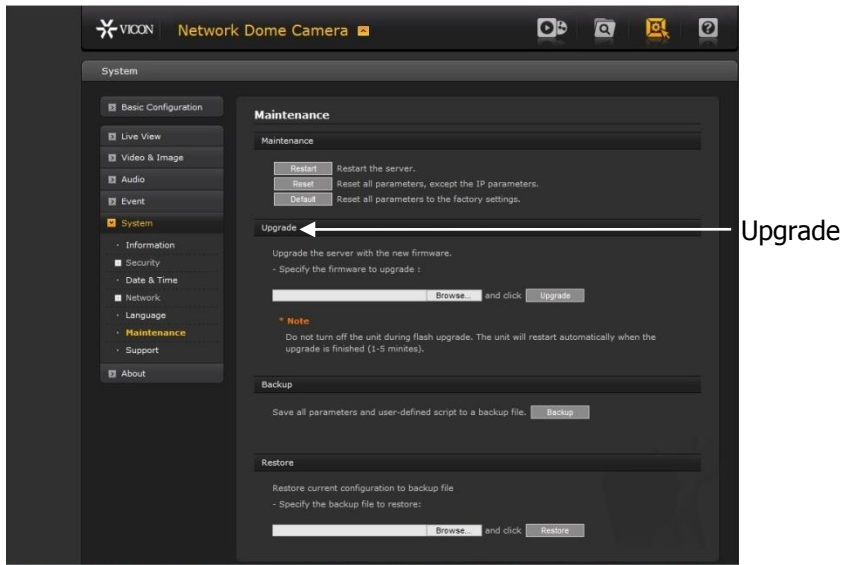 VICON Network Dome Camera
System
Basic Configuration
Live View
Video & Image
Audio
Event
System
Information
Security
Date & Time
Network
Language
Maintenance
Support
About
Maintenance
Maintenance
Restart Restart the server.
Reset Reset all parameters, except the IP parameters.
Default Reset all parameters to the factory settings.
Upgrade
Upgrade the server with the new firmware.
- Specify the firmware to upgrade :
Browse... and click Upgrade
* Note
Do not turn off the unit during flash upgrade. The unit will restart automatically when the
upgrade is finished (1-5 minites).
Backup
Save all parameters and user-defined script to a backup file. Backup
Restore
Restore current configuration to backup file
- Specify the backup file to restore:
Browse... and click Restore
Upgrade